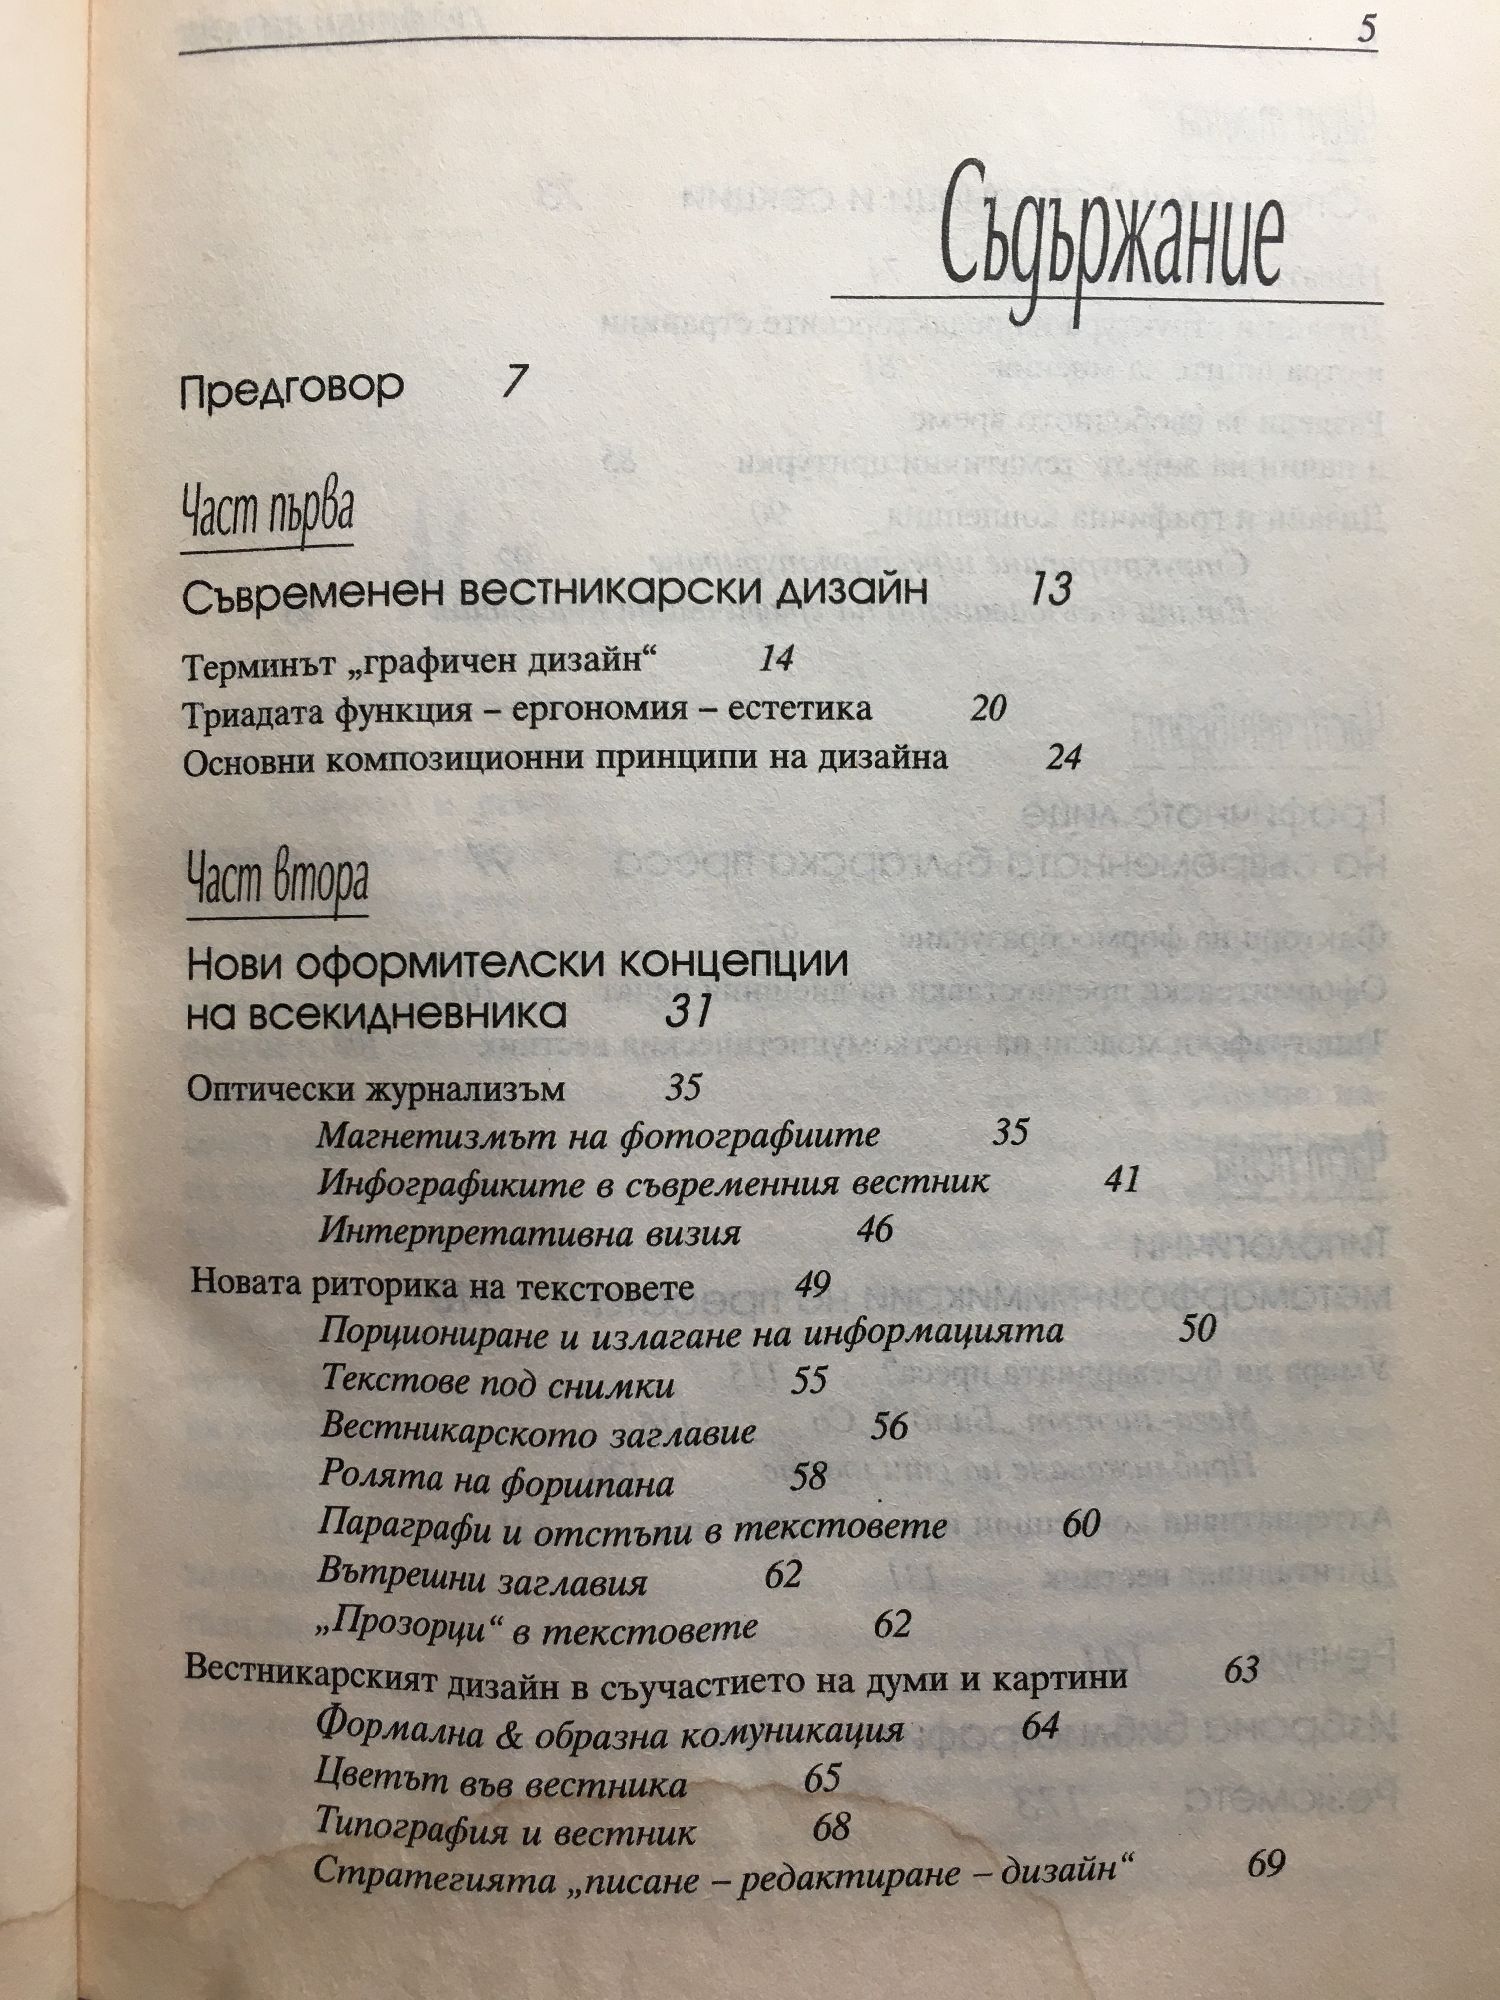 5
Съдържание
Предговор 7
Част първа
Съвременен вестникарски дизайн 13
Терминът „графичен дизайн“ 14
Триадата функция – ергономия – естетика 20
Основни композиционни принципи на дизайна 24
Част втора
Нови оформителски концепции
на всекидневника 31
Оптически журнализъм 35
Магнетизмът на фотографиите 35
Инфографиките в съвременния вестник 41
Интерпретативна визия 46
Новата риторика на текстовете 49
Порциониране и излагане на информацията 50
Текстове под снимки 55
Вестникарското заглавие 56
Ролята на форшпана 58
Параграфи и отстъпи в текстовете 60
Вътрешни заглавия 62
„Прозорци“ в текстовете 62
Вестникарският дизайн в съучастието на думи и картини 63
Формална & образна комуникация 64
Цветът във вестника 65
Типография и вестник 68
Стратегията „писане – редактиране – дизайн“ 69